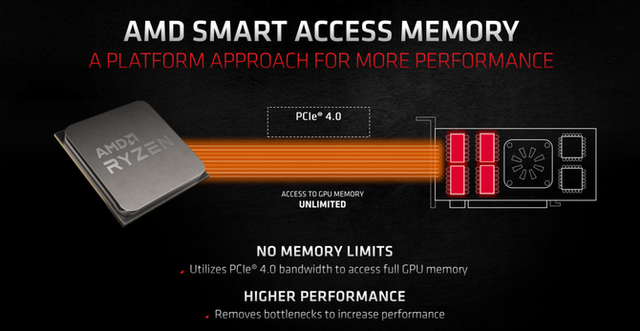 AMD SMART ACCESS MEMORY
A PLATFORM APPROACH FOR MORE PERFORMANCE
PCIe® 4.0
AMD
RYZEN
ACCESS TO GPU MEMORY
UNLIMITED
NO MEMORY LIMITS
Utilizes PCIe® 4.0 bandwidth to access full GPU memory
HIGHER PERFORMANCE
Removes bottlenecks to increase performance